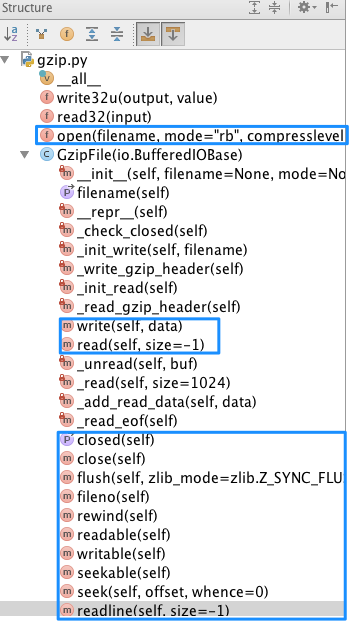 Structure
gzip.py
__all__
write32u(output, value)
read32(input)
open(filename, mode="rb", compresslevel
GzipFile(io.BufferedIOBase)
__init__(self, filename=None, mode=No
filename(self)
__repr__(self)
_check_closed(self)
_init_write(self, filename)
_write_gzip_header(self)
_init_read(self)
_read_gzip_header(self)
write(self, data)
read(self, size=-1)
_unread(self, buf)
_read(self, size=1024)
_add_read_data(self, data)
_read_eof(self)
closed(self)
close(self)
flush(self, zlib_mode=zlib.Z_SYNC_FLU
fileno(self)
rewind(self)
readable(self)
writable(self)
seekable(self)
seek(self, offset, whence=0)
readline(self, size=-1)